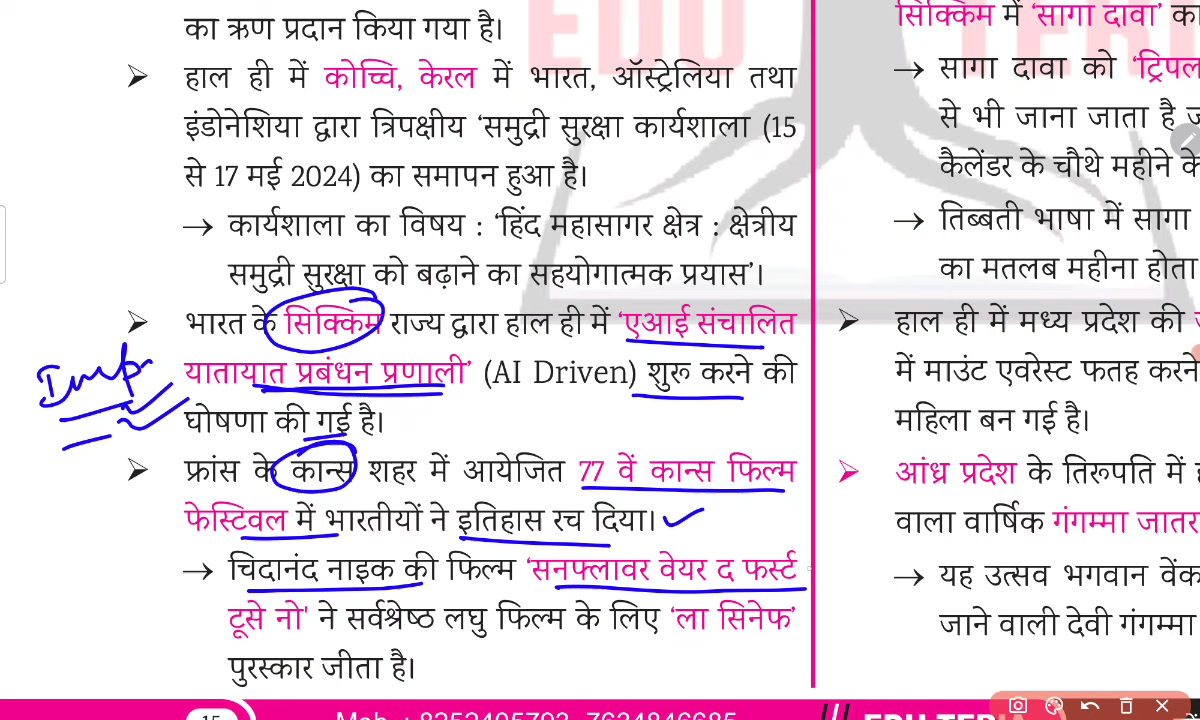 का ऋण प्रदान किया गया है।
➤ हाल ही में कोच्चि, केरल में भारत, ऑस्ट्रेलिया तथा
इंडोनेशिया द्वारा त्रिपक्षीय ‘समुद्री सुरक्षा कार्यशाला (15
से 17 मई 2024) का समापन हुआ है।
→ कार्यशाला का विषय : ‘हिंद महासागर क्षेत्र : क्षेत्रीय
समुद्री सुरक्षा को बढ़ाने का सहयोगात्मक प्रयास’।
➤ भारत के सिक्किम राज्य द्वारा हाल ही में ‘एआई संचालित
यातायात प्रबंधन प्रणाली’ (AI Driven) शुरू करने की
घोषणा की गई है।
Imp.
➤ फ्रांस के कान्स शहर में आयेजित 77 वें कान्स फिल्म
फेस्टिवल में भारतीयों ने इतिहास रच दिया।
→ चिदानंद नाइक की फिल्म ‘सनफ्लावर वेयर द फर्स्ट
टूसे नो' ने सर्वश्रेष्ठ लघु फिल्म के लिए ‘ला सिनेफ’
पुरस्कार जीता है।
सिक्किम में ‘सागा दावा’ का
→ सागा दावा को ‘ट्रिपल
से भी जाना जाता है
कैलेंडर के चौथे महीने के
→ तिब्बती भाषा में सागा
का मतलब महीना होता
➤ हाल ही में मध्य प्रदेश की
में माउंट एवरेस्ट फतह करने
महिला बन गई है।
➤ आंध्र प्रदेश के तिरुपति में
वाला वार्षिक गंगम्मा जातर
→ यह उत्सव भगवान वेंक
जाने वाली देवी गंगम्मा
15
EDU TERI